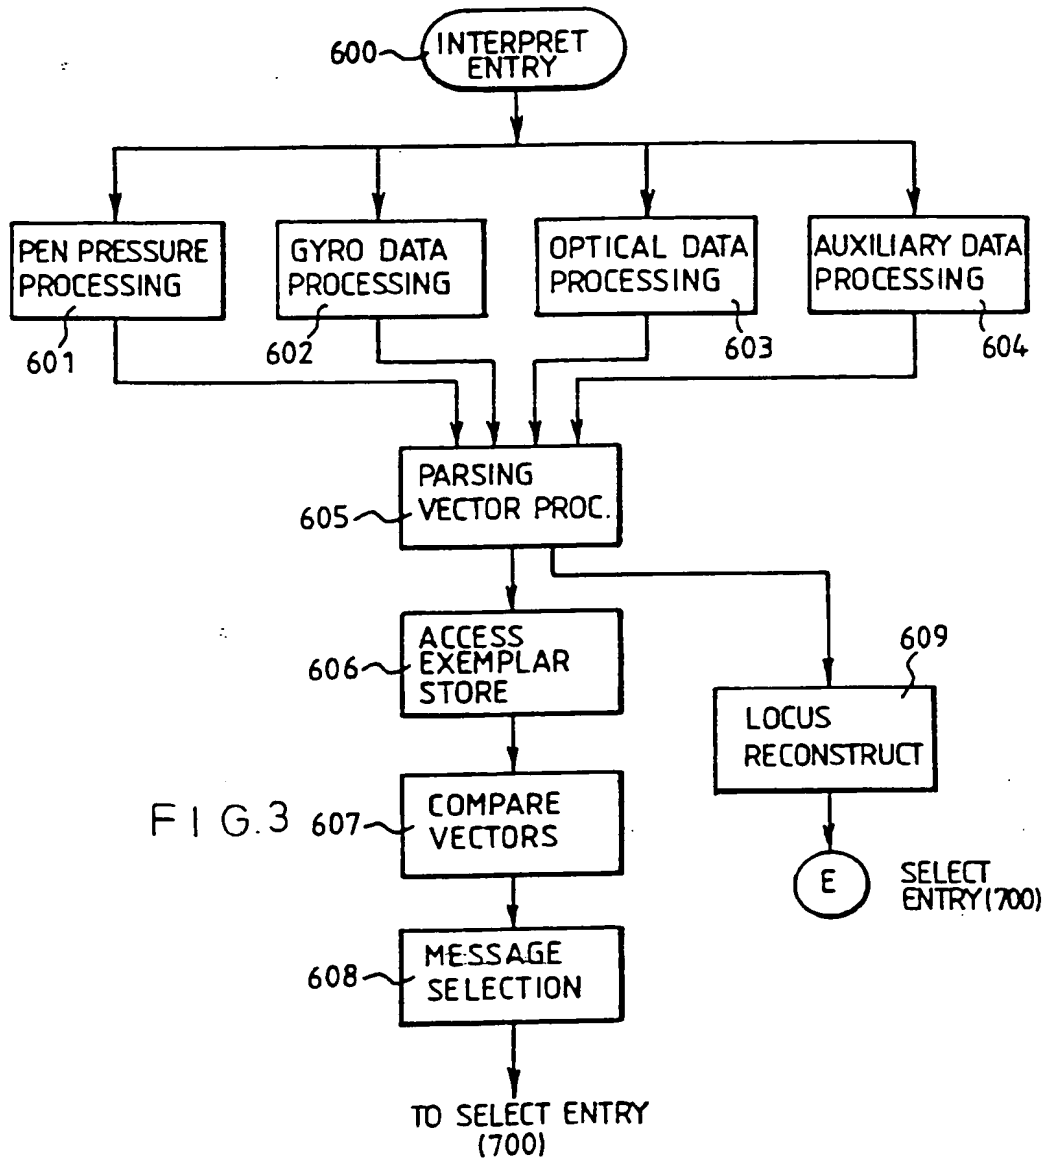 600
INTERPRET
ENTRY
PEN PRESSURE
PROCESSING
601
GYRO DATA
PROCESSING
602
OPTICAL DATA
PROCESSING
603
AUXILIARY DATA
PROCESSING
604
605
PARSING
VECTOR PROC.
606
ACCESS
EXEMPLAR
STORE
609
LOCUS
RECONSTRUCT
FIG.3
607
COMPARE
VECTORS
E
SELECT
ENTRY(700)
608
MESSAGE
SELECTION
TO SELECT ENTRY
(700)